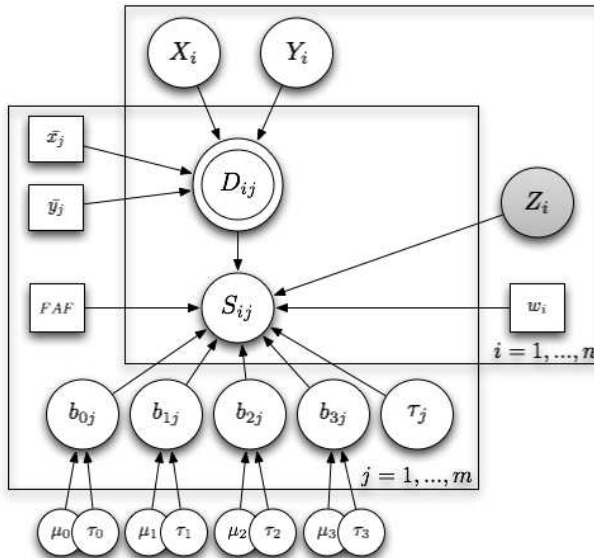 X_i Y_i
x̄_j
D_ij
ȳ_j
Z_i
FAF S_ij w_i
i = 1, ..., n
b_0j b_1j b_2j b_3j τ_j
j = 1, ..., m
μ_0 τ_0 μ_1 τ_1 μ_2 τ_2 μ_3 τ_3